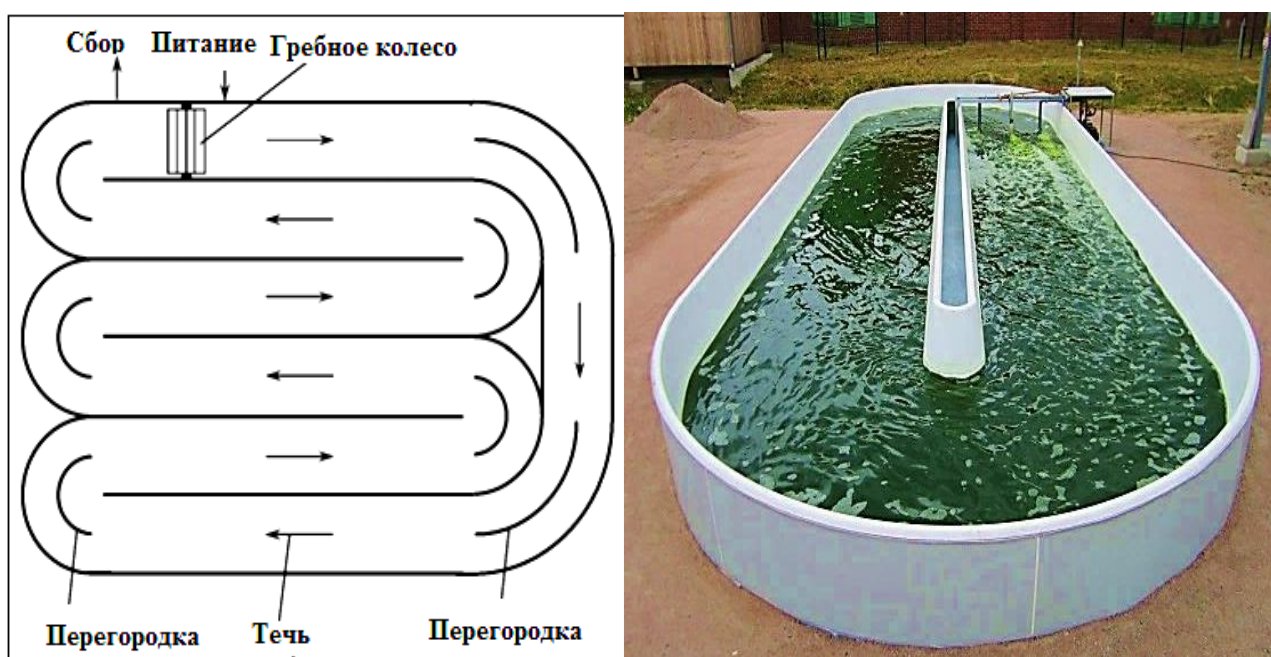 Сбор
Питание
Гребное колесо
Перегородка
Течь
Перегородка